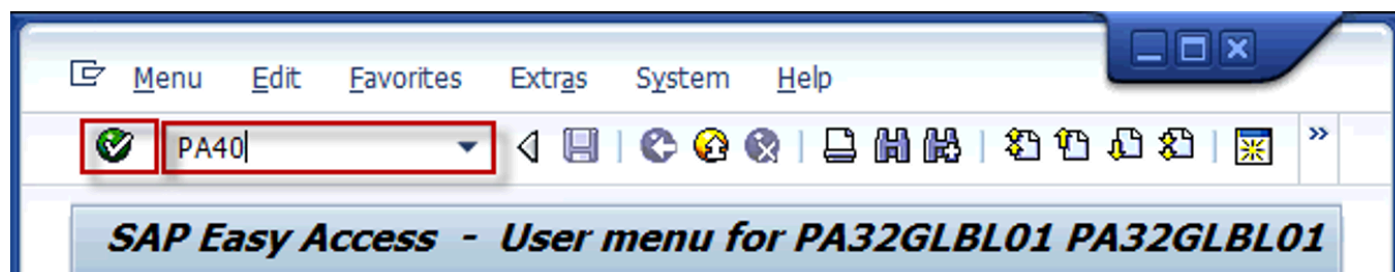 Menu Edit Favorites Extras System Help
PA40
SAP Easy Access - User menu for PA32GLBL01 PA32GLBL01